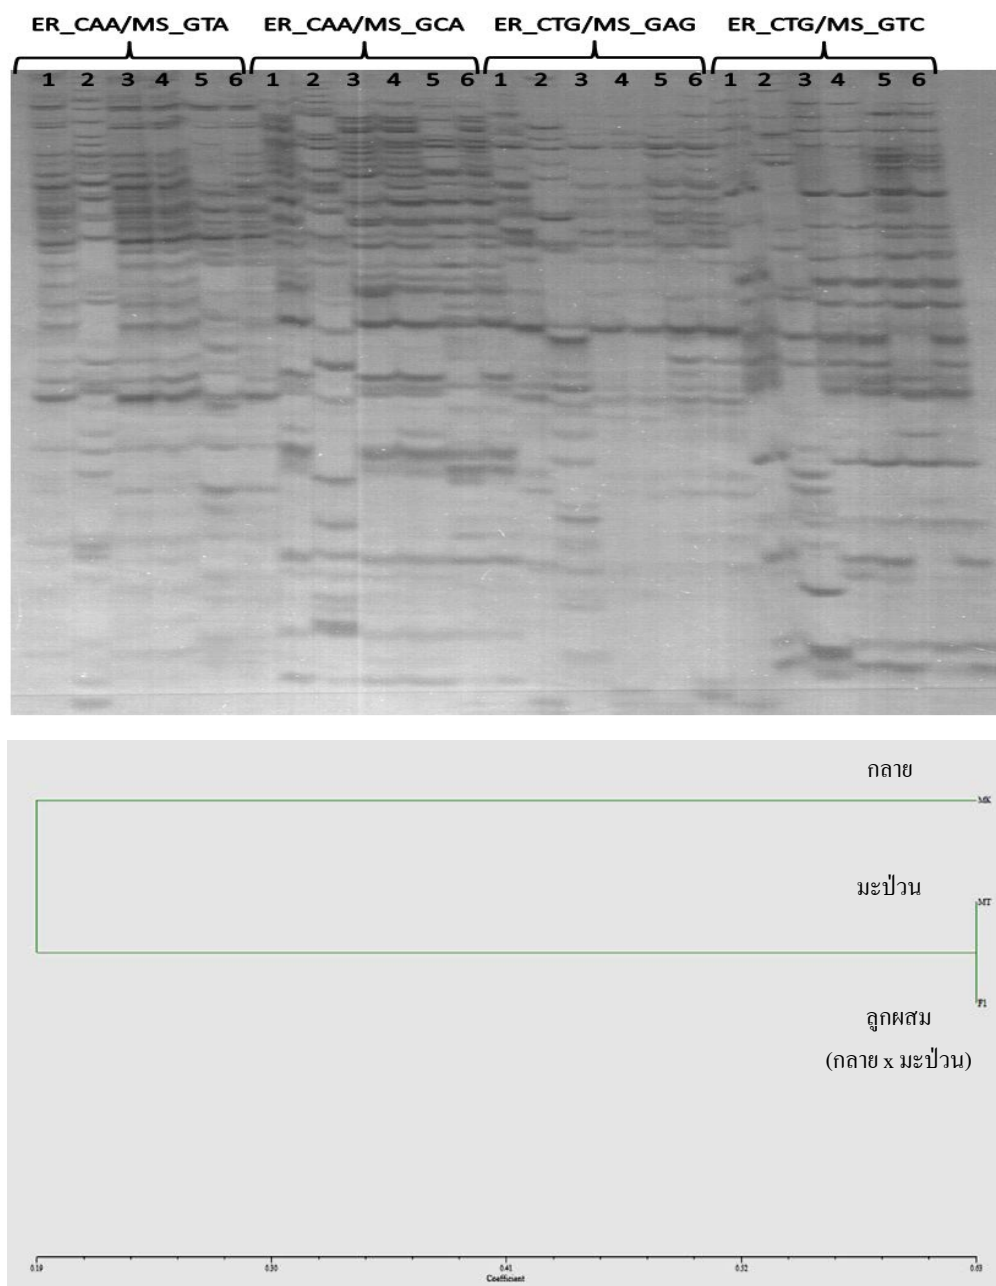 ER_CAA/MS_GTA ER_CAA/MS_GCA ER_CTG/MS_GAG ER_CTG/MS_GTC
1 2 3 4 5 6 1 2 3 4 5 6 1 2 3 4 5 6 1 2 3 4 5 6
กลาย
MK
มะป่วน
MT
F1
ลูกผสม
(กลาย x มะป่วน)
0.19 0.30 0.41 0.52 0.63
Coefficient